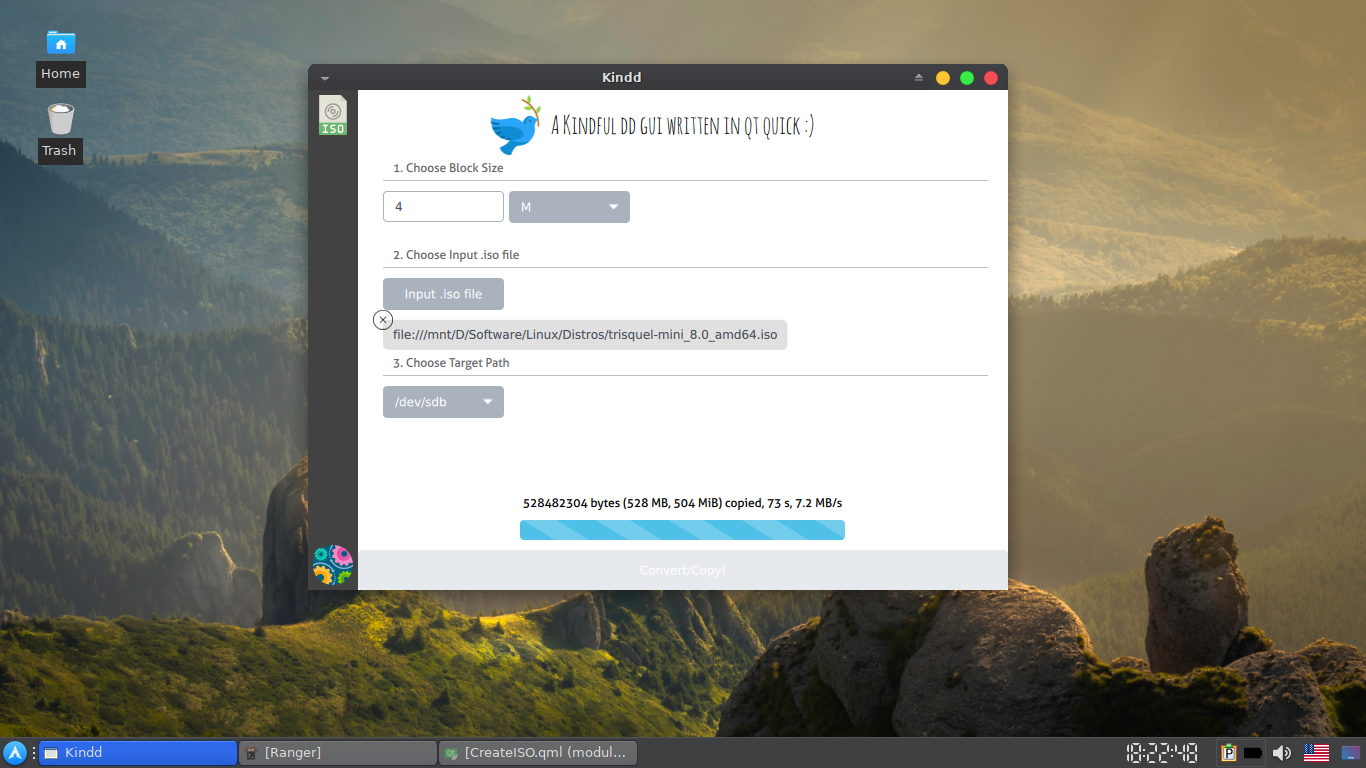 Home
Trash
Kindd
ISO
A Kindful dd gui written in Qt Quick :)
1. Choose Block Size
4
M
2. Choose Input .iso file
Input .iso file
file:///mnt/D/Software/Linux/Distros/trisquel-mini_8.0_amd64.iso
3. Choose Target Path
/dev/sdb
528482304 bytes (528 MB, 504 MiB) copied, 73 s, 7.2 MB/s
Convert/Copy!
Kindd
[Ranger]
[CreateISO.qml (modul...
18:22:48
P